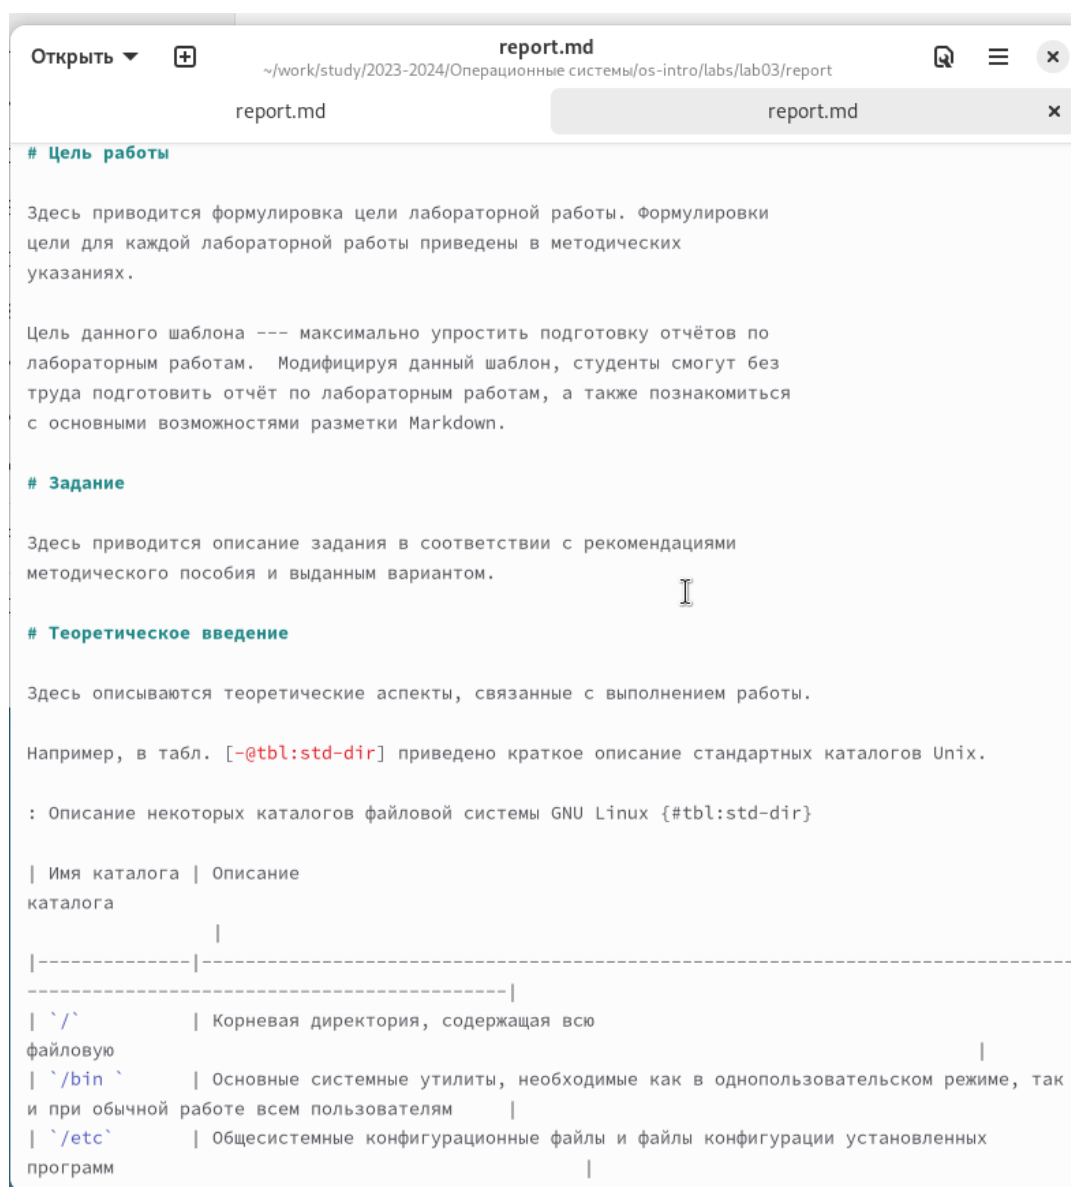 Открыть
report.md
~/work/study/2023-2024/Операционные системы/os-intro/labs/lab03/report
report.md
report.md
# Цель работы
Здесь приводится формулировка цели лабораторной работы. Формулировки
цели для каждой лабораторной работы приведены в методических
указаниях.
Цель данного шаблона --- максимально упростить подготовку отчётов по
лабораторным работам.  Модифицируя данный шаблон, студенты смогут без
труда подготовить отчёт по лабораторным работам, а также познакомиться
с основными возможностями разметки Markdown.
# Задание
Здесь приводится описание задания в соответствии с рекомендациями
методического пособия и выданным вариантом.
# Теоретическое введение
Здесь описываются теоретические аспекты, связанные с выполнением работы.
Например, в табл. [-@tbl:std-dir] приведено краткое описание стандартных каталогов Unix.
: Описание некоторых каталогов файловой системы GNU Linux {#tbl:std-dir}
| Имя каталога | Описание
каталога
|
|--------------|--------------------------------------------------------------------------------
--------------------------------------------|
| `/`          | Корневая директория, содержащая всю
файловую                                                                               |
| `/bin `      | Основные системные утилиты, необходимые как в однопользовательском режиме, так
и при обычной работе всем пользователям     |
| `/etc`       | Общесистемные конфигурационные файлы и файлы конфигурации установленных
программ                                           |